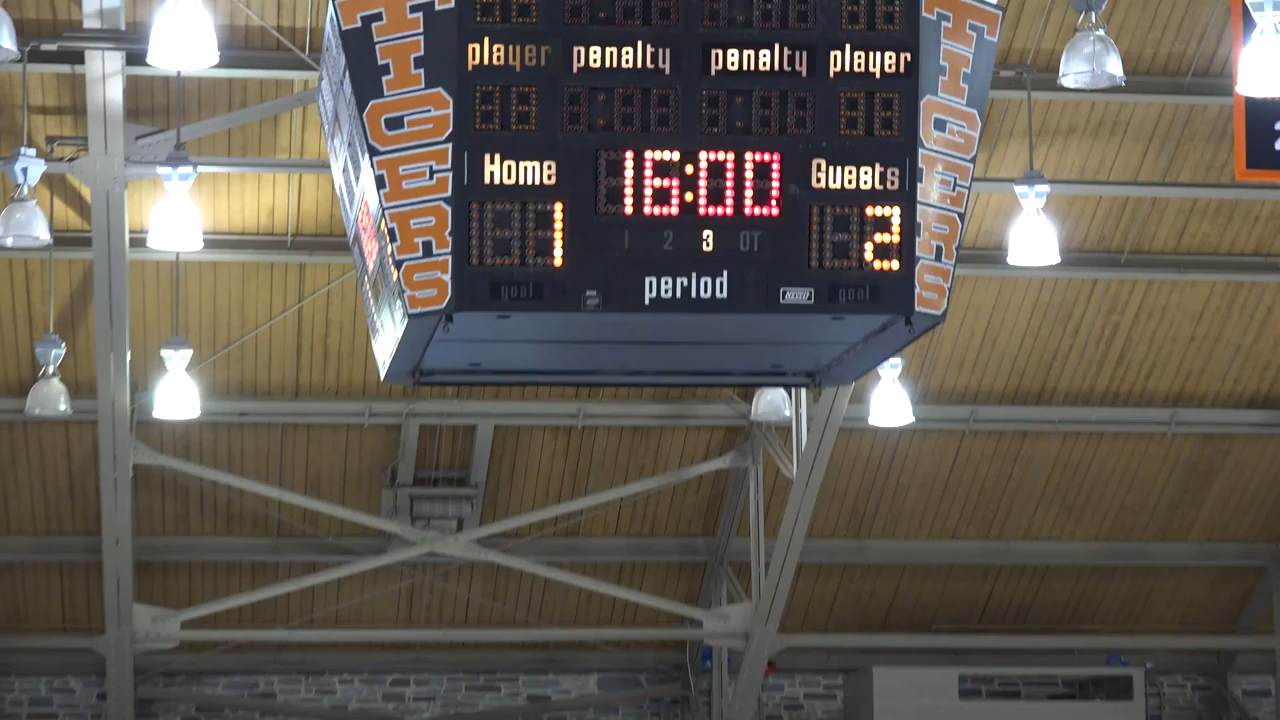 TIGERS
TIGERS
player penalty penalty player
Home 16:00 Guests
1 1 2 3 OT 2
period
goal goal
NEVCO